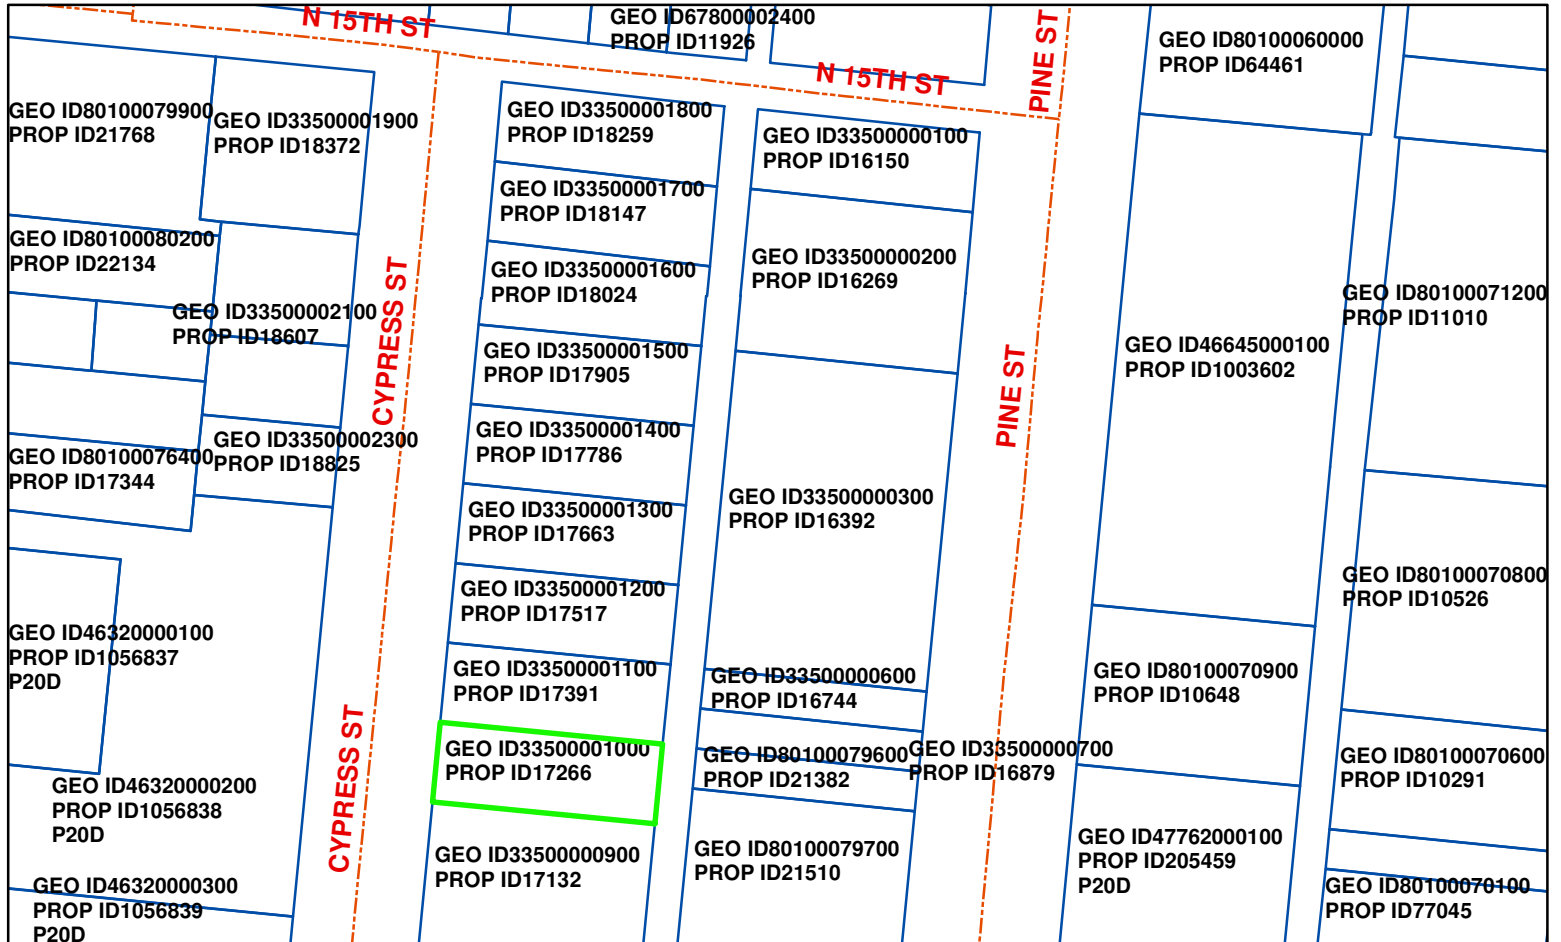 N 15TH ST
GEO ID67800002400
PROP ID11926
PINE ST
GEO ID80100060000
PROP ID64461
N 15TH ST
GEO ID80100079900
PROP ID21768
GEO ID33500001900
PROP ID18372
GEO ID33500001800
PROP ID18259
GEO ID33500000100
PROP ID16150
GEO ID33500001700
PROP ID18147
GEO ID80100080200
PROP ID22134
GEO ID33500001600
PROP ID18024
GEO ID33500000200
PROP ID16269
GEO ID33500002100
PROP ID18607
CYPRESS ST
GEO ID80100071200
PROP ID11010
GEO ID33500001500
PROP ID17905
PINE ST
GEO ID46645000100
PROP ID1003602
GEO ID80100076400
PROP ID17344
GEO ID33500002300
PROP ID18825
GEO ID33500001400
PROP ID17786
GEO ID33500001300
PROP ID17663
GEO ID33500000300
PROP ID16392
GEO ID33500001200
PROP ID17517
GEO ID80100070800
PROP ID10526
GEO ID46320000100
PROP ID1056837
P20D
GEO ID33500001100
PROP ID17391
GEO ID33500000600
PROP ID16744
GEO ID80100070900
PROP ID10648
CYPRESS ST
GEO ID33500001000
PROP ID17266
GEO ID80100079600
PROP ID21382
GEO ID33500000700
PROP ID16879
GEO ID80100070600
PROP ID10291
GEO ID46320000200
PROP ID1056838
P20D
GEO ID33500000900
PROP ID17132
GEO ID80100079700
PROP ID21510
GEO ID47762000100
PROP ID205459
P20D
GEO ID46320000300
PROP ID1056839
P20D
GEO ID80100070100
PROP ID77045